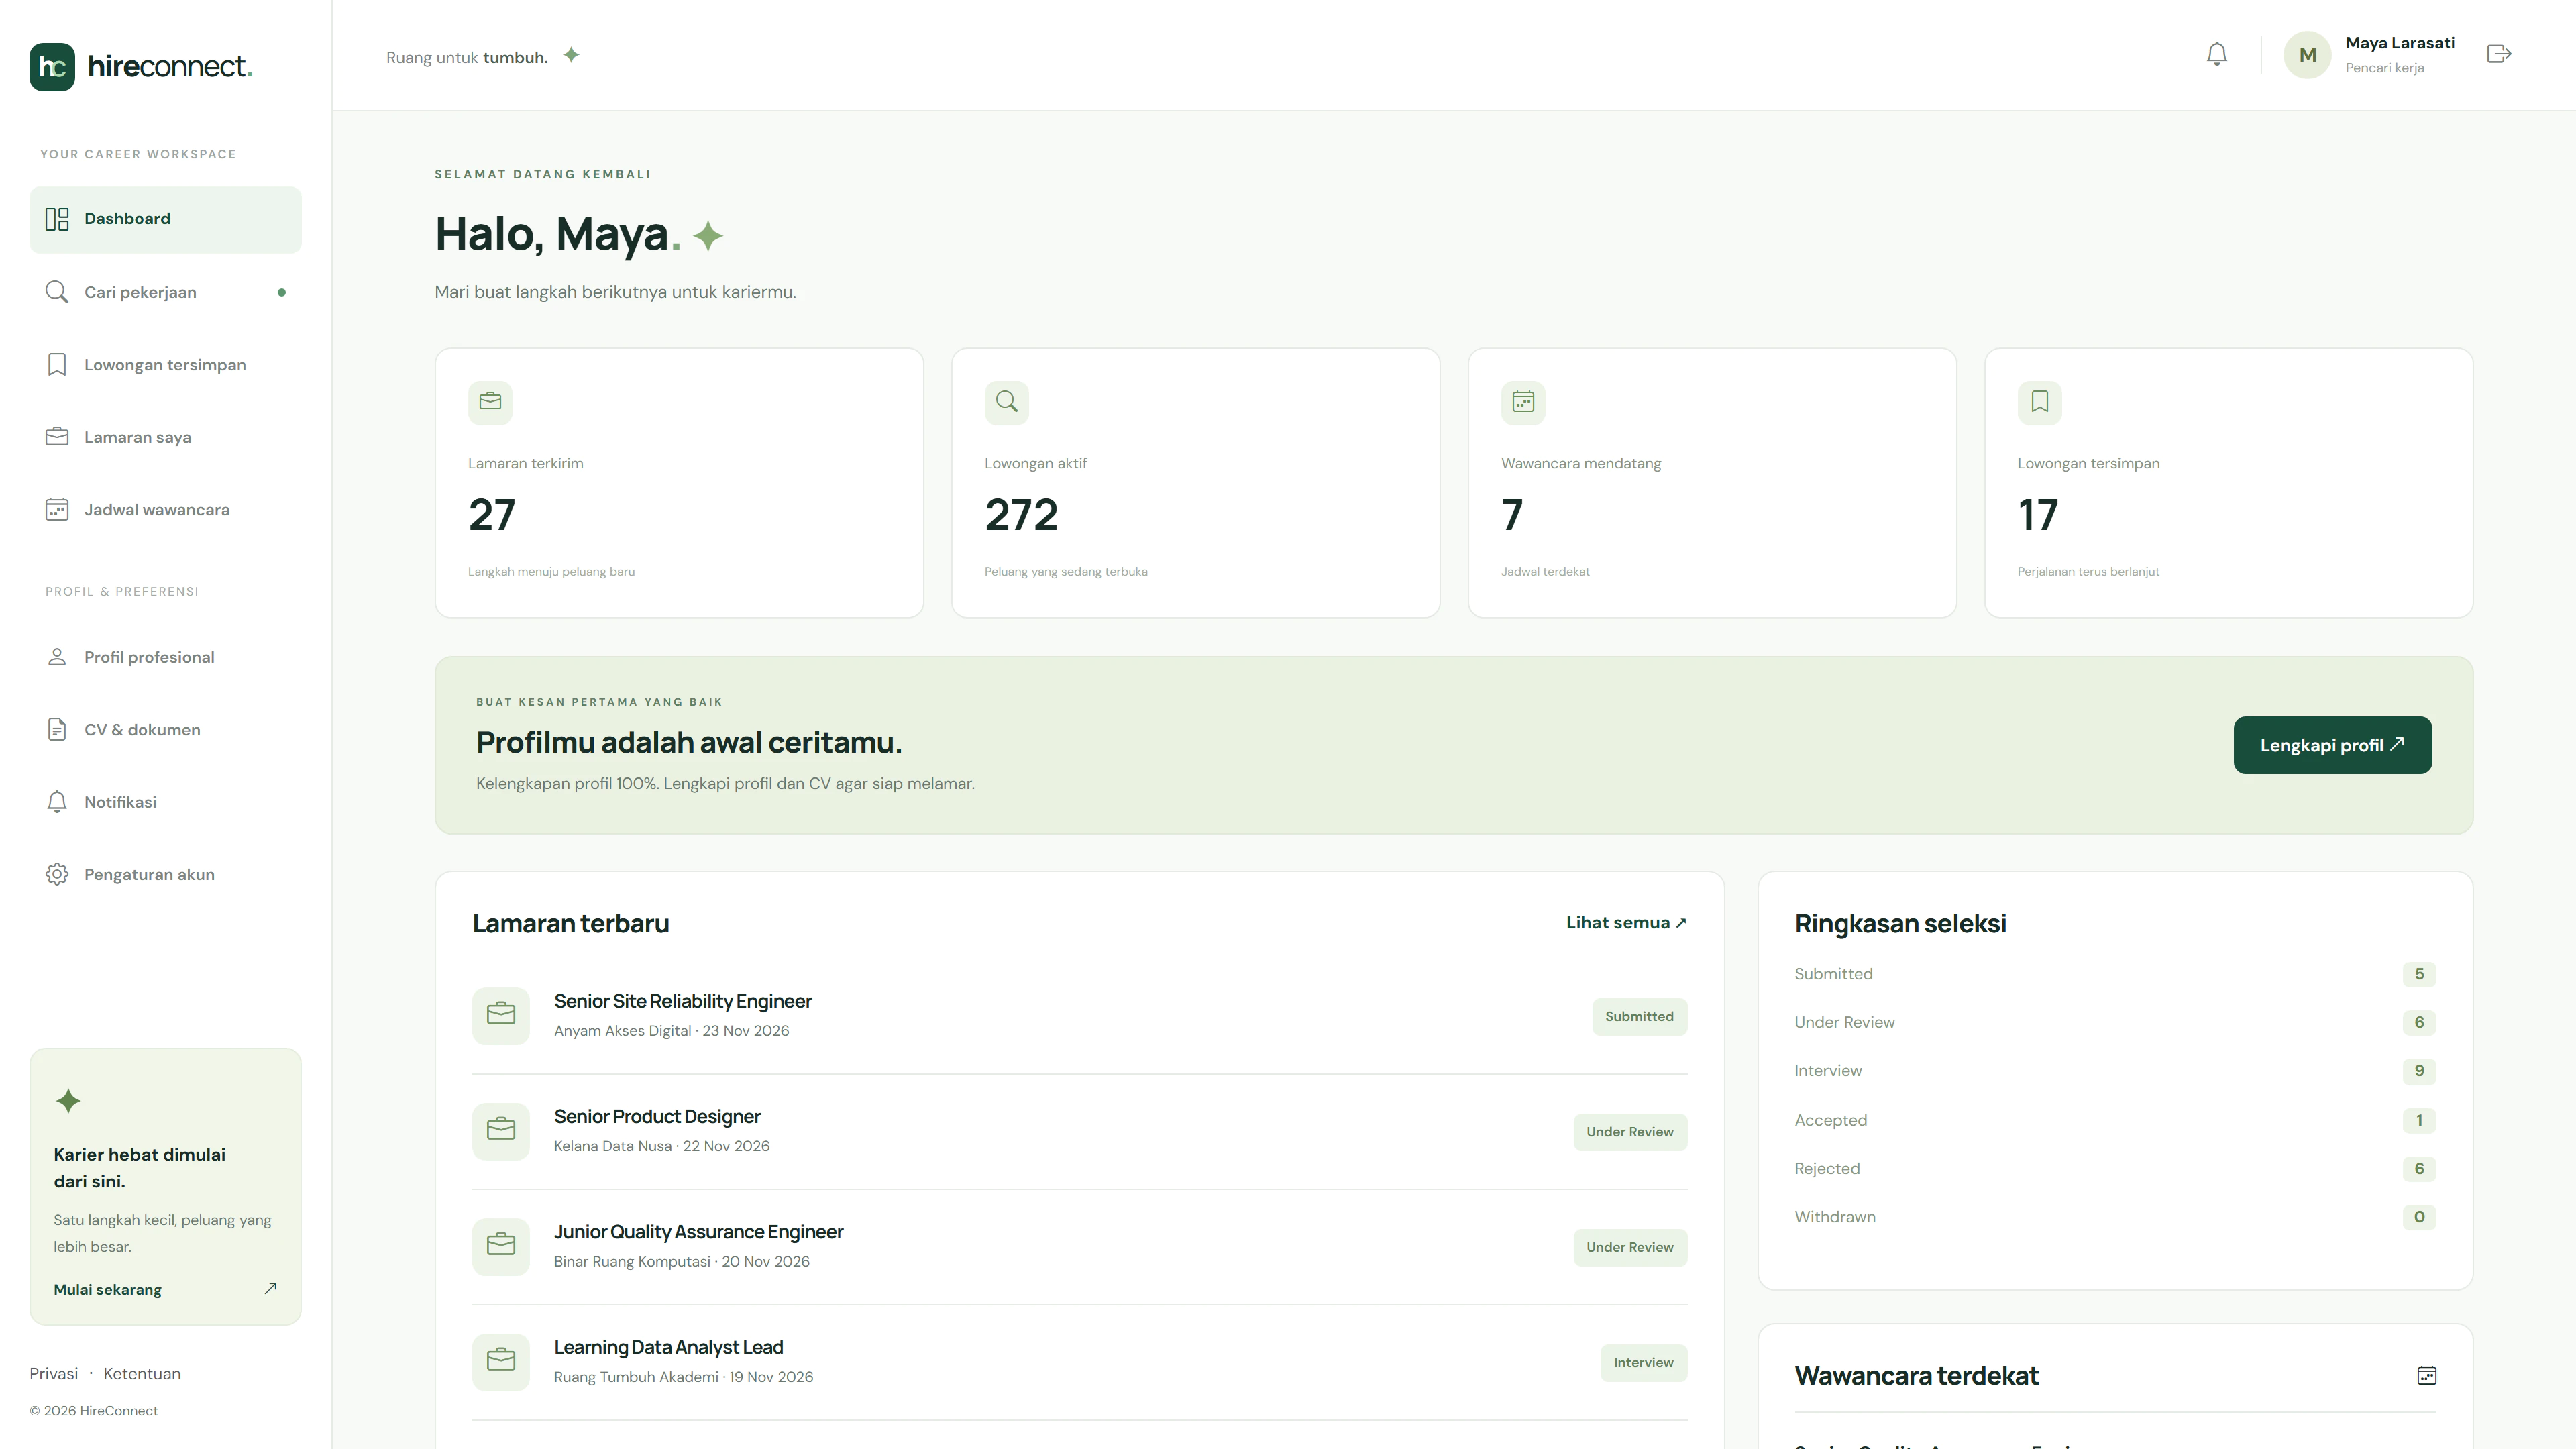 hc hireconnect.
YOUR CAREER WORKSPACE
Dashboard
Cari pekerjaan
Lowongan tersimpan
Lamaran saya
Jadwal wawancara
PROFIL & PREFERENSI
Profil profesional
CV & dokumen
Notifikasi
Pengaturan akun
Karier hebat dimulai
dari sini.
Satu langkah kecil, peluang yang
lebih besar.
Mulai sekarang
Privasi · Ketentuan
© 2026 HireConnect
Ruang untuk tumbuh.
M
Maya Larasati
Pencari kerja
SELAMAT DATANG KEMBALI
Halo, Maya.
Mari buat langkah berikutnya untuk kariermu.
Lamaran terkirim
27
Langkah menuju peluang baru
Lowongan aktif
272
Peluang yang sedang terbuka
Wawancara mendatang
7
Jadwal terdekat
Lowongan tersimpan
17
Perjalanan terus berlanjut
BUAT KESAN PERTAMA YANG BAIK
Profilmu adalah awal ceritamu.
Kelengkapan profil 100%. Lengkapi profil dan CV agar siap melamar.
Lengkapi profil
Lamaran terbaru
Lihat semua ↗
Senior Site Reliability Engineer
Anyam Akses Digital · 23 Nov 2026
Submitted
Senior Product Designer
Kelana Data Nusa · 22 Nov 2026
Under Review
Junior Quality Assurance Engineer
Binar Ruang Komputasi · 20 Nov 2026
Under Review
Learning Data Analyst Lead
Ruang Tumbuh Akademi · 19 Nov 2026
Interview
Ringkasan seleksi
Submitted 5
Under Review 6
Interview 9
Accepted 1
Rejected 6
Withdrawn 0
Wawancara terdekat